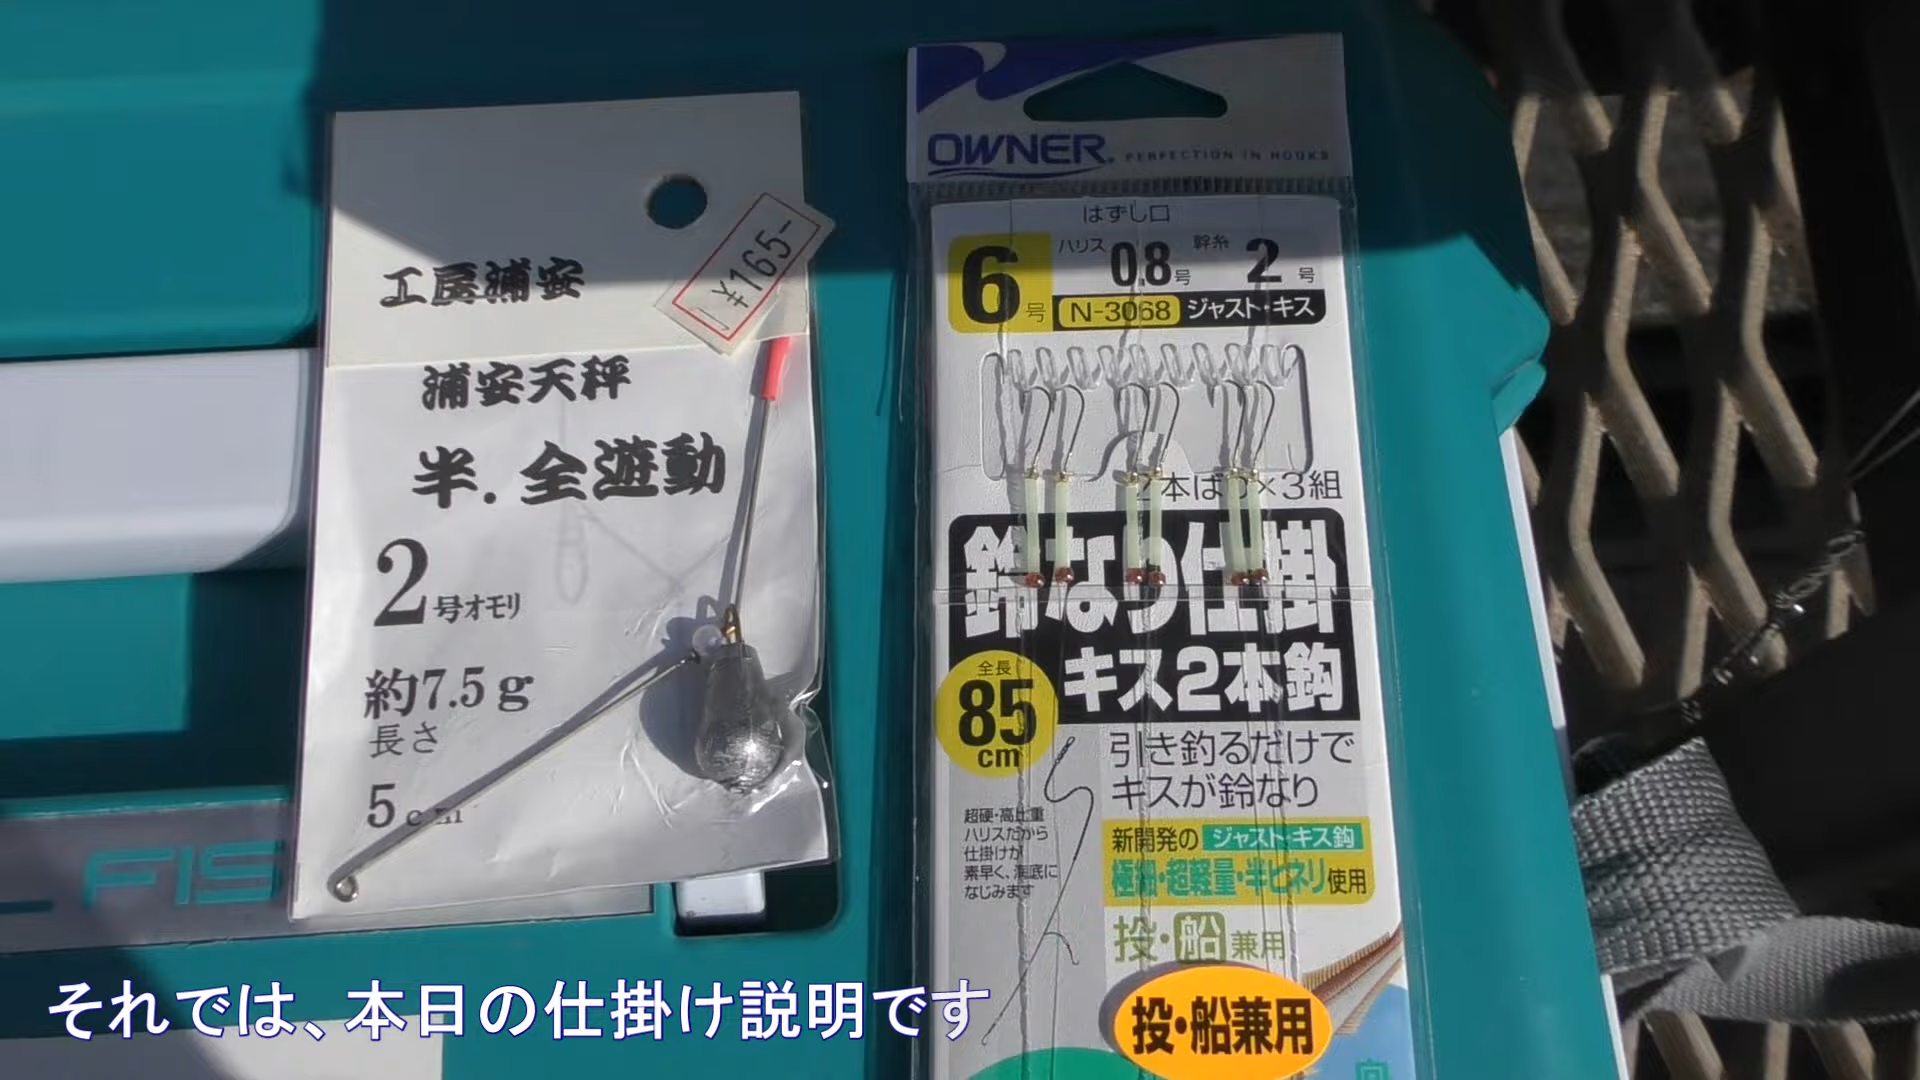 工房浦安
¥165-
浦安天秤
半.全遊動
2号オモリ
約7.5g
長さ
5cm
FIS
OWNER
PERFECTION IN HOOKS
はずし口
6号
ハリス0.8号
幹糸2号
N-3068
ジャスト・キス
2本ばり×3組
鈴なり仕掛
キス2本鈎
全長
85
cm
引き釣るだけで
キスが鈴なり
超硬・高比重
ハリスだから
仕掛けが
素早く、海底に
なじみます
新開発の
ジャスト・キス鈎
極細・超軽量・半ヒネリ使用
投・船兼用
投・船兼用
それでは、本日の仕掛け説明です